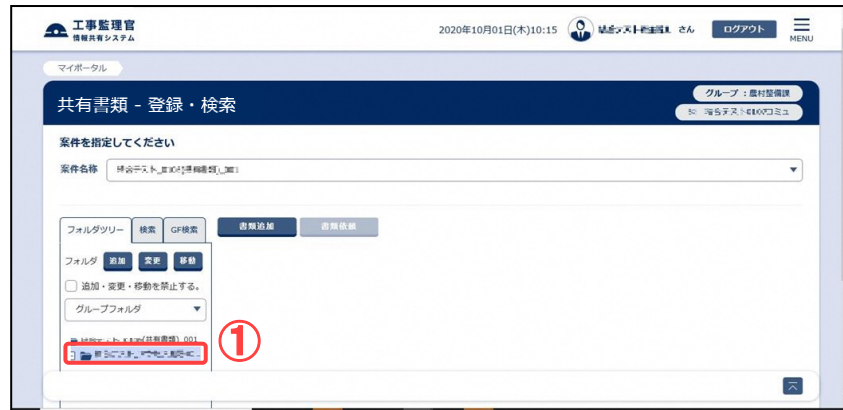 工事監理官
情報共有システム
2020年10月01日(木)10:15
さん
ログアウト
MENU
マイポータル
共有書類 - 登録・検索
グループ：農村整備課
案件を指定してください
案件名称
フォルダツリー
検索
GF検索
書類追加
書類依頼
フォルダ
追加
変更
移動
追加・変更・移動を禁止する。
グループフォルダ
(共有書類)_001
①